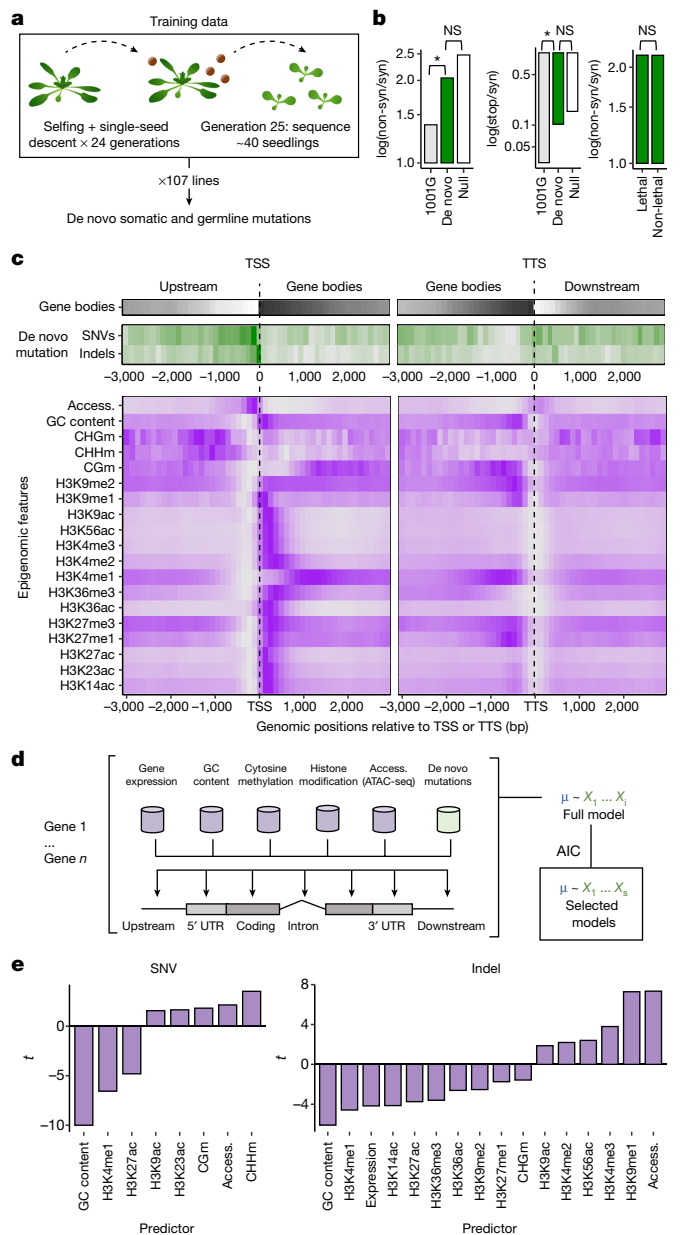 a
Training data
Selfing + single-seed
descent × 24 generations
Generation 25: sequence
~40 seedlings
×107 lines
De novo somatic and germline mutations
b
NS
*
log(non-syn/syn)
2.5
2.0
1.5
1.0
1001G
De novo
Null
NS
*
log(stop/syn)
0.5
0.1
0.05
1001G
De novo
Null
NS
log(non-syn/syn)
2.0
1.5
1.0
Lethal
Non-lethal
c
TSS
TTS
Upstream
Gene bodies
Gene bodies
Downstream
Gene bodies
De novo
mutation
SNVs
Indels
−3,000 −2,000 −1,000 0 1,000 2,000
−3,000 −2,000 −1,000 0 1,000 2,000
Epigenomic features
Access.
GC content
CHGm
CHHm
CGm
H3K9me2
H3K9me1
H3K9ac
H3K56ac
H3K4me3
H3K4me2
H3K4me1
H3K36me3
H3K36ac
H3K27me3
H3K27me1
H3K27ac
H3K23ac
H3K14ac
−3,000 −2,000 −1,000 TSS 1,000 2,000
−3,000 −2,000 −1,000 TTS 1,000 2,000
Genomic positions relative to TSS or TTS (bp)
d
Gene
expression
GC
content
Cytosine
methylation
Histone
modification
Access.
(ATAC-seq)
De novo
mutations
Gene 1
...
Gene n
Upstream
5′ UTR
Coding
Intron
3′ UTR
Downstream
μ ~ X1 ... Xi
Full model
AIC
μ ~ X1 ... Xs
Selected
models
e
SNV
t
0
−5
−10
GC content
H3K4me1
H3K27ac
H3K9ac
H3K23ac
CGm
Access.
CHHm
Predictor
Indel
t
8
4
0
−4
GC content
H3K4me1
Expression
H3K14ac
H3K27ac
H3K36me3
H3K36ac
H3K9me2
H3K27me1
CHGm
H3K9ac
H3K4me2
H3K56ac
H3K4me3
H3K9me1
Access.
Predictor